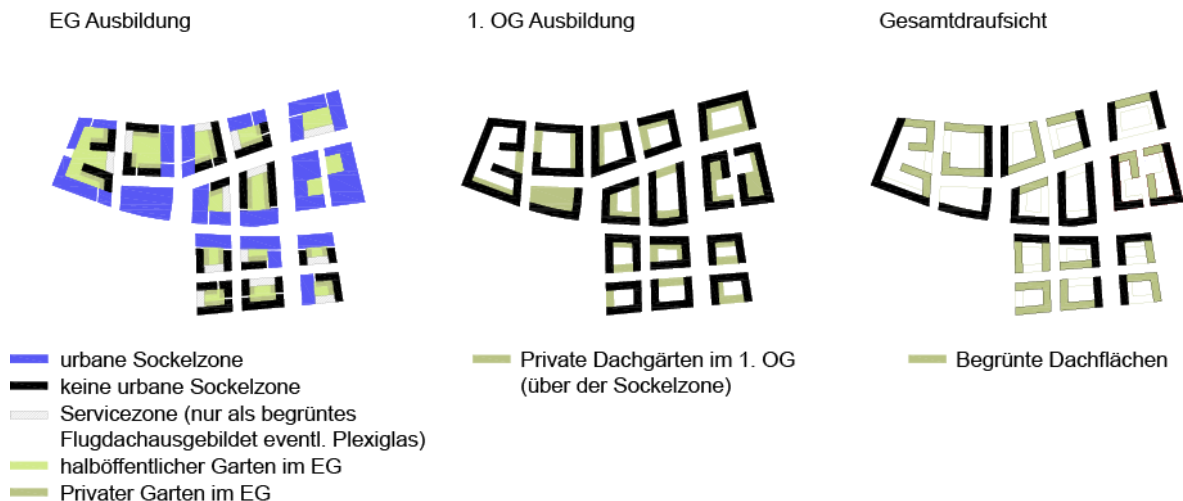 EG Ausbildung
1. OG Ausbildung
Gesamtdraufsicht
urbane Sockelzone
keine urbane Sockelzone
Servicezone (nur als begrüntes
Flugdachausgebildet eventl. Plexiglas)
halböffentlicher Garten im EG
Privater Garten im EG
Private Dachgärten im 1. OG
(über der Sockelzone)
Begrünte Dachflächen